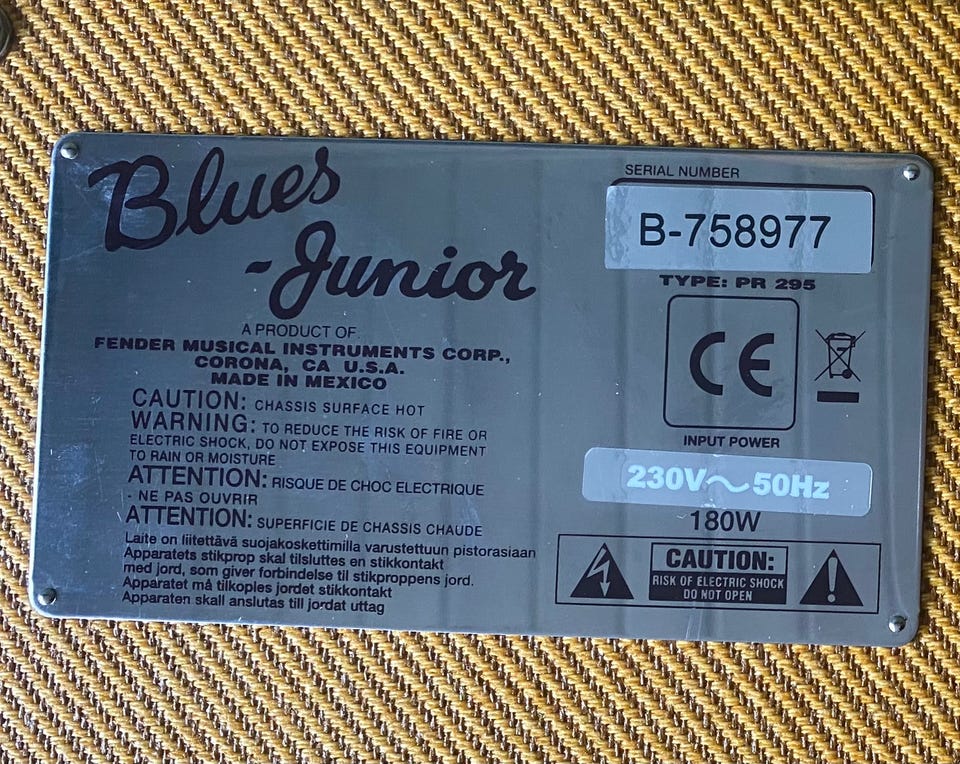 Blues
-Junior
A PRODUCT OF
FENDER MUSICAL INSTRUMENTS CORP.,
CORONA, CA U.S.A.
MADE IN MEXICO
CAUTION: CHASSIS SURFACE HOT
WARNING: TO REDUCE THE RISK OF FIRE OR
ELECTRIC SHOCK, DO NOT EXPOSE THIS EQUIPMENT
TO RAIN OR MOISTURE
ATTENTION: RISQUE DE CHOC ELECTRIQUE
- NE PAS OUVRIR
ATTENTION: SUPERFICIE DE CHASSIS CHAUDE
Laite on liitettävä suojakoskettimilla varustettuun pistorasiaan
Apparatets stikprop skal tilsluttes en stikkontakt
med jord, som giver forbindelse til stikproppens jord.
Apparatet må tilkoples jordet stikkontakt
Apparaten skall anslutas till jordat uttag
SERIAL NUMBER
B-758977
TYPE: PR 295
CE
INPUT POWER
230V~50Hz
180W
CAUTION:
RISK OF ELECTRIC SHOCK
DO NOT OPEN